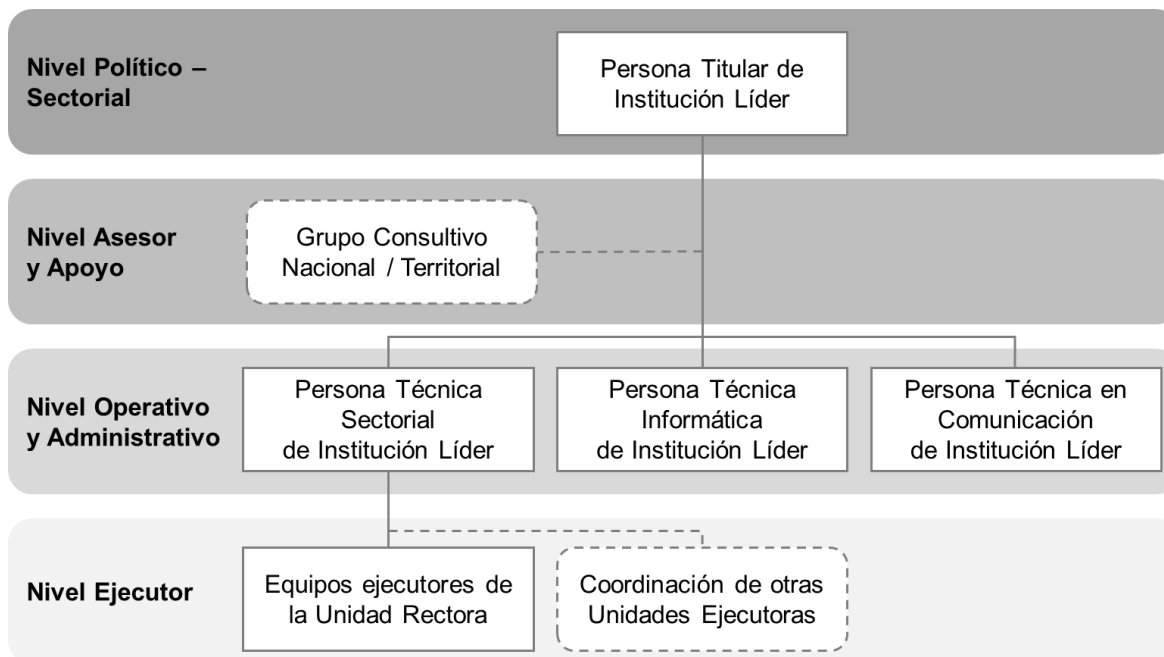 Nivel Político –
Sectorial
Persona Titular de
Institución Líder
Nivel Asesor
y Apoyo
Grupo Consultivo
Nacional / Territorial
Nivel Operativo
y Administrativo
Persona Técnica
Sectorial
de Institución Líder
Persona Técnica
Informática
de Institución Líder
Persona Técnica en
Comunicación
de Institución Líder
Nivel Ejecutor
Equipos ejecutores de
la Unidad Rectora
Coordinación de otras
Unidades Ejecutoras